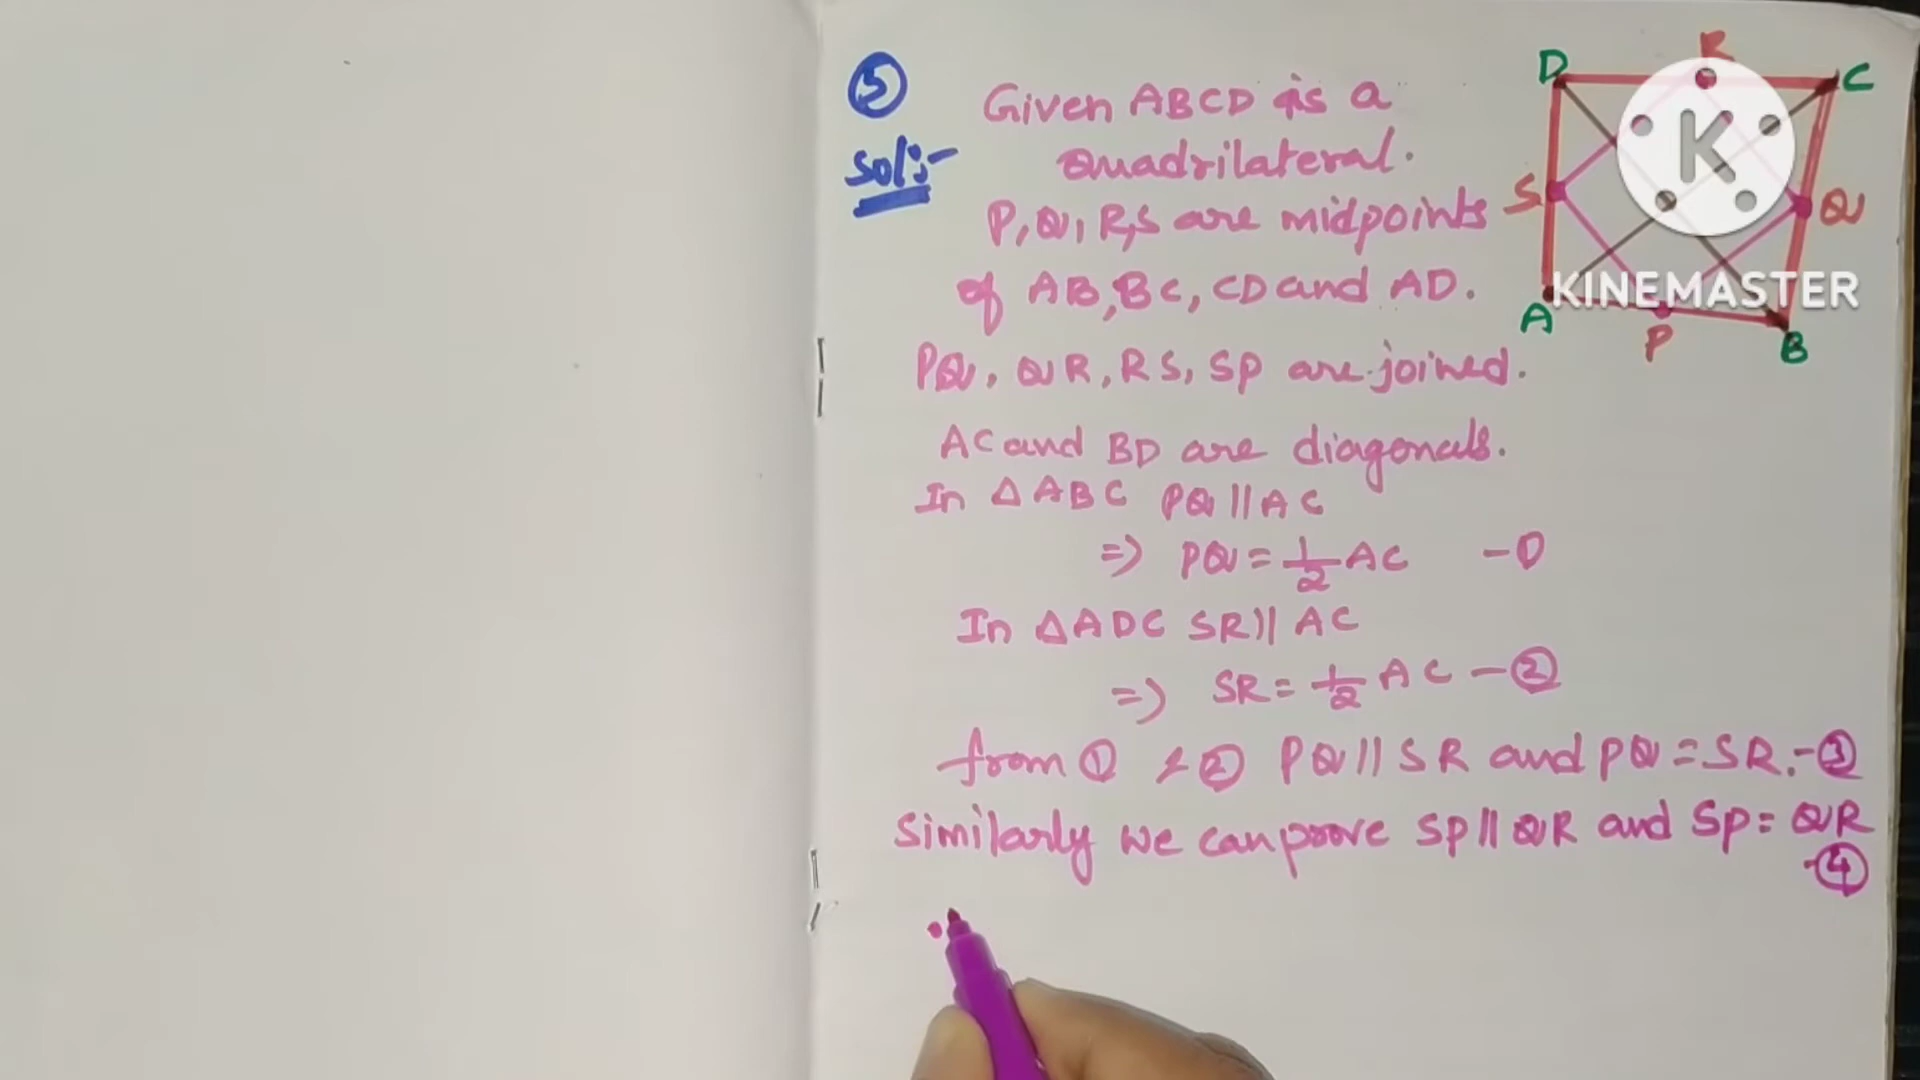 5
Sol:-
Given ABCD is a
Quadrilateral.
P, Q, R, S are midpoints
of AB, BC, CD and AD.
PQ, QR, RS, SP are joined.
AC and BD are diagonals.
In △ABC PQ || AC
=> PQ = 1/2 AC - ①
In △ADC SR || AC
=> SR = 1/2 AC - ②
from ① & ② PQ || SR and PQ = SR. - ③
Similarly we can prove SP || QR and SP = QR
- ④
D R C
S Q
A P B
K
KINEMASTER